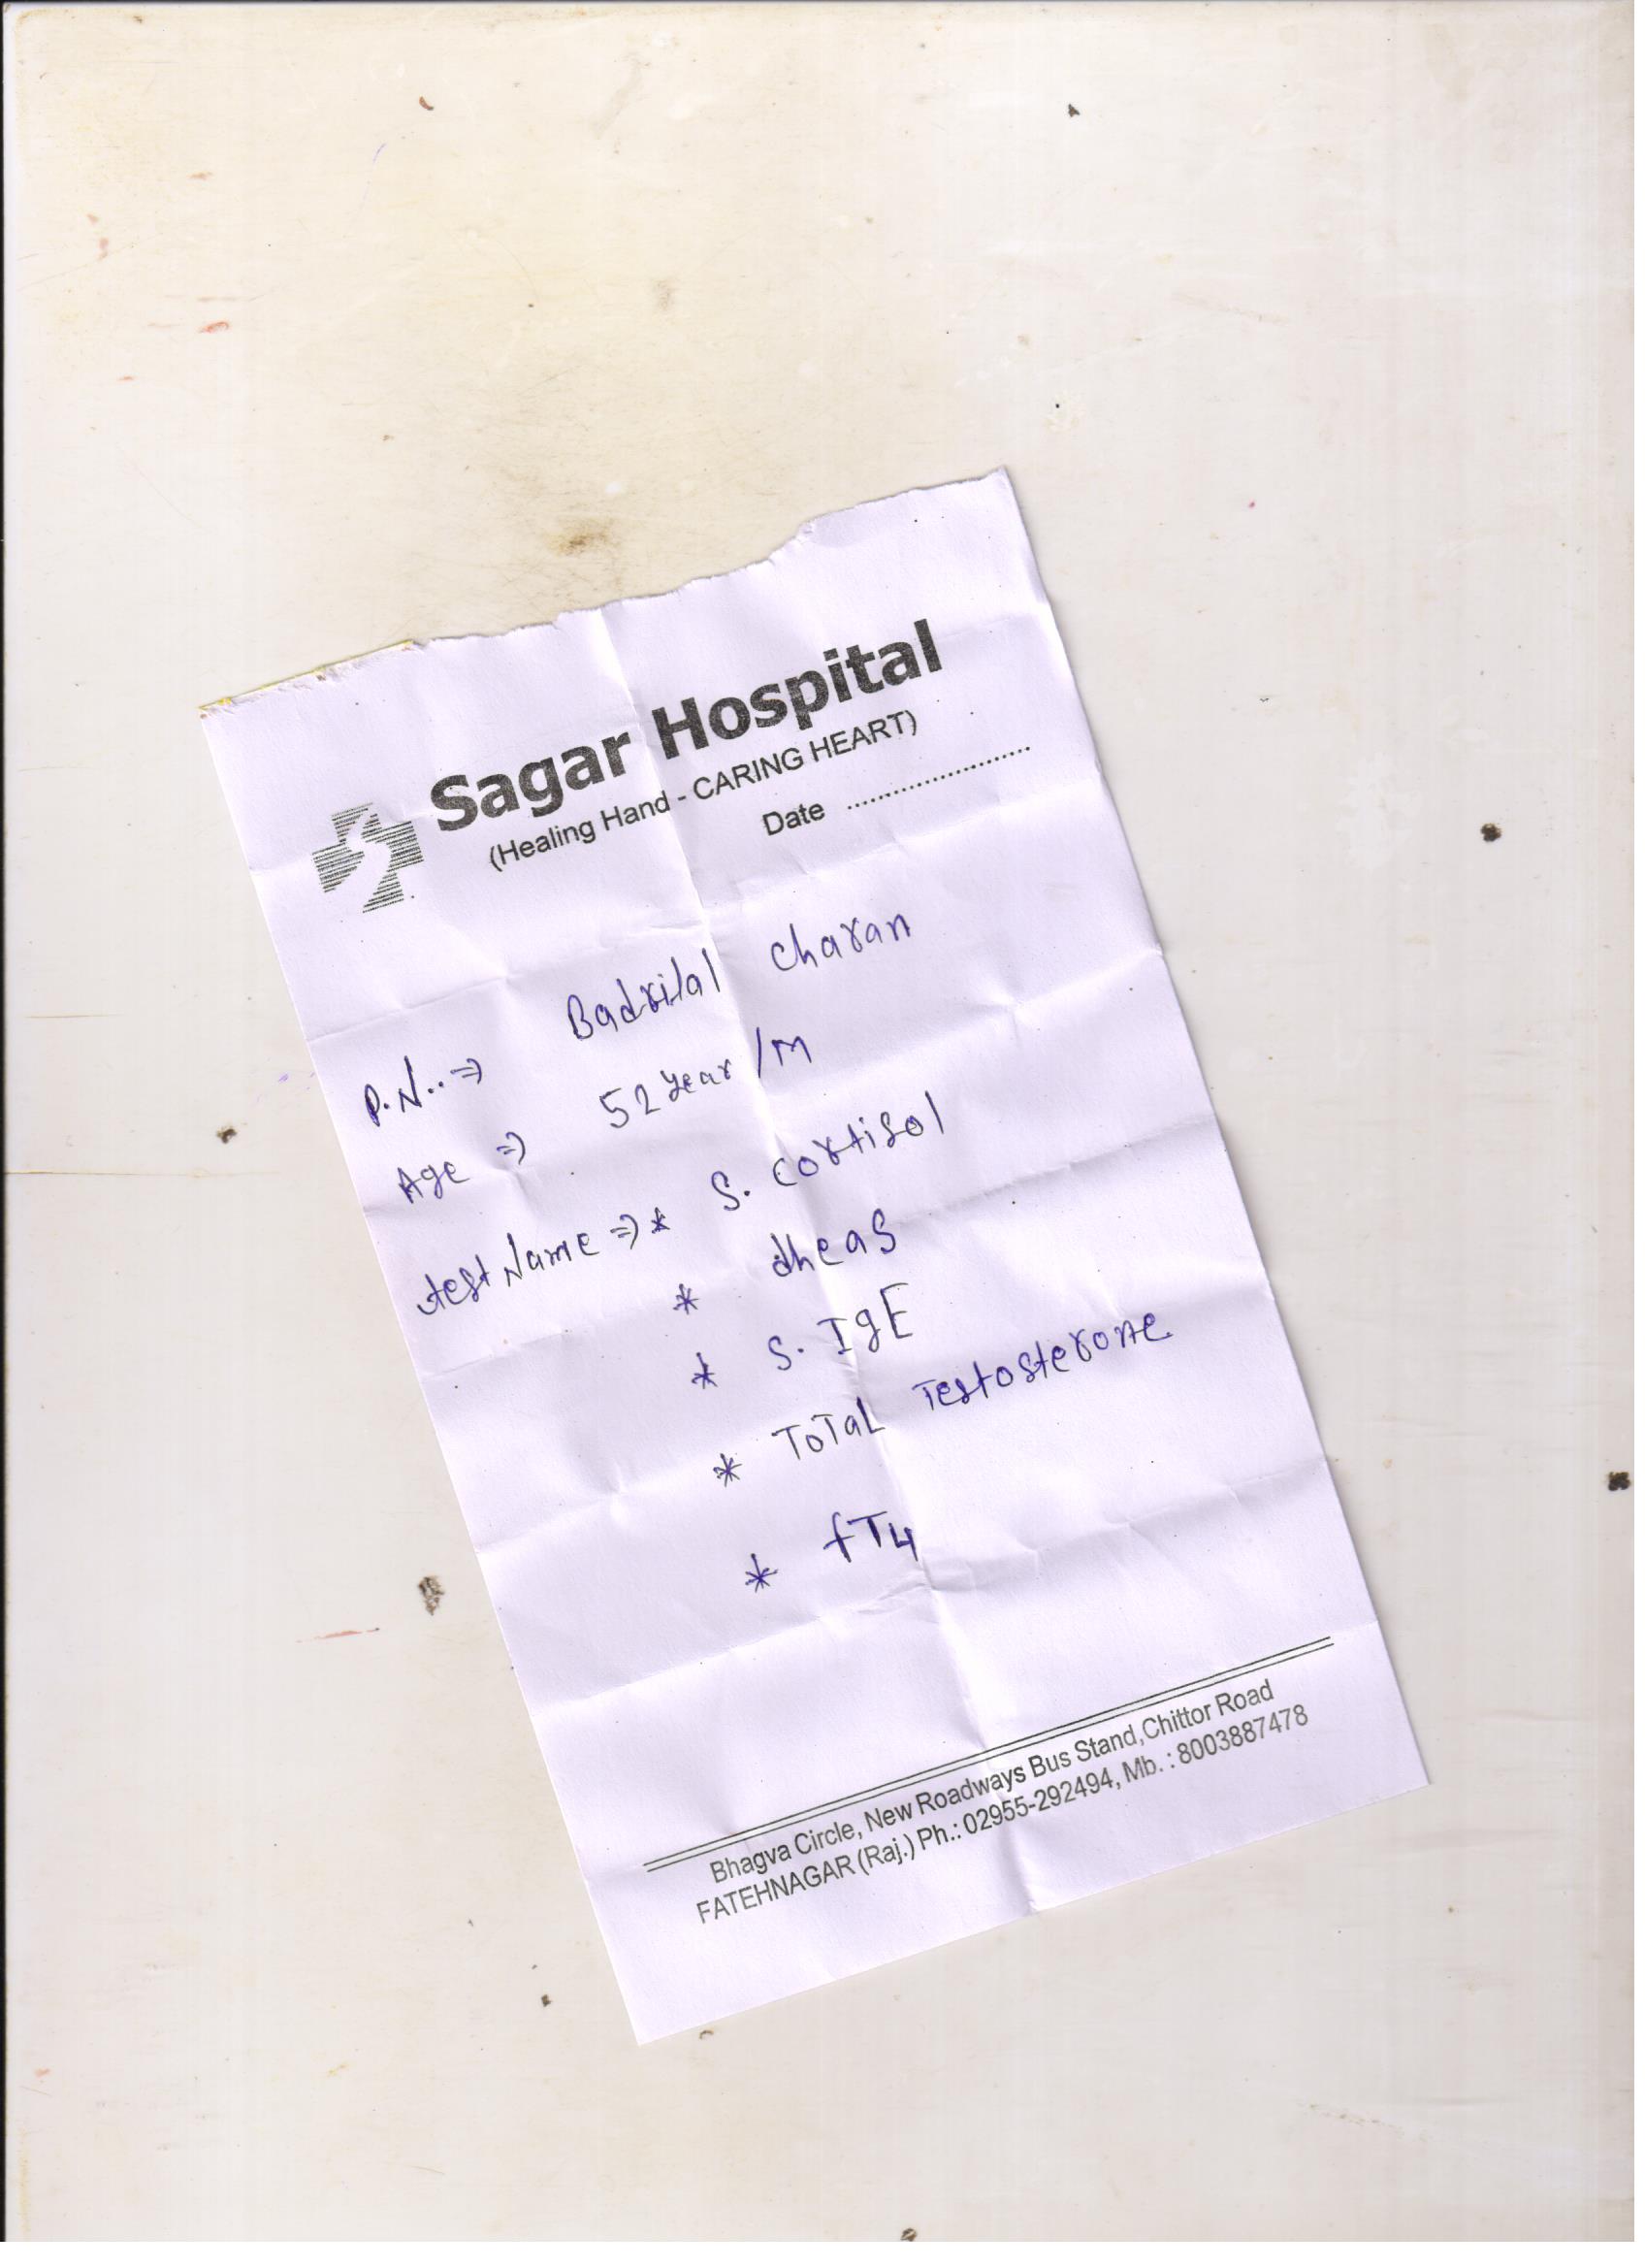 Sagar Hospital
(Healing Hand - CARING HEART)
Date ........................
P.N..⇒ Badrilal charan
Age ⇒ 52 year /M
test Name ⇒ * S. cortisol
* dheas
* S. IgE
* ToTaL Testosterone
* fT4
Bhagva Circle, New Roadways Bus Stand,Chittor Road
FATEHNAGAR (Raj.) Ph.: 02955-292494, Mb. : 8003887478